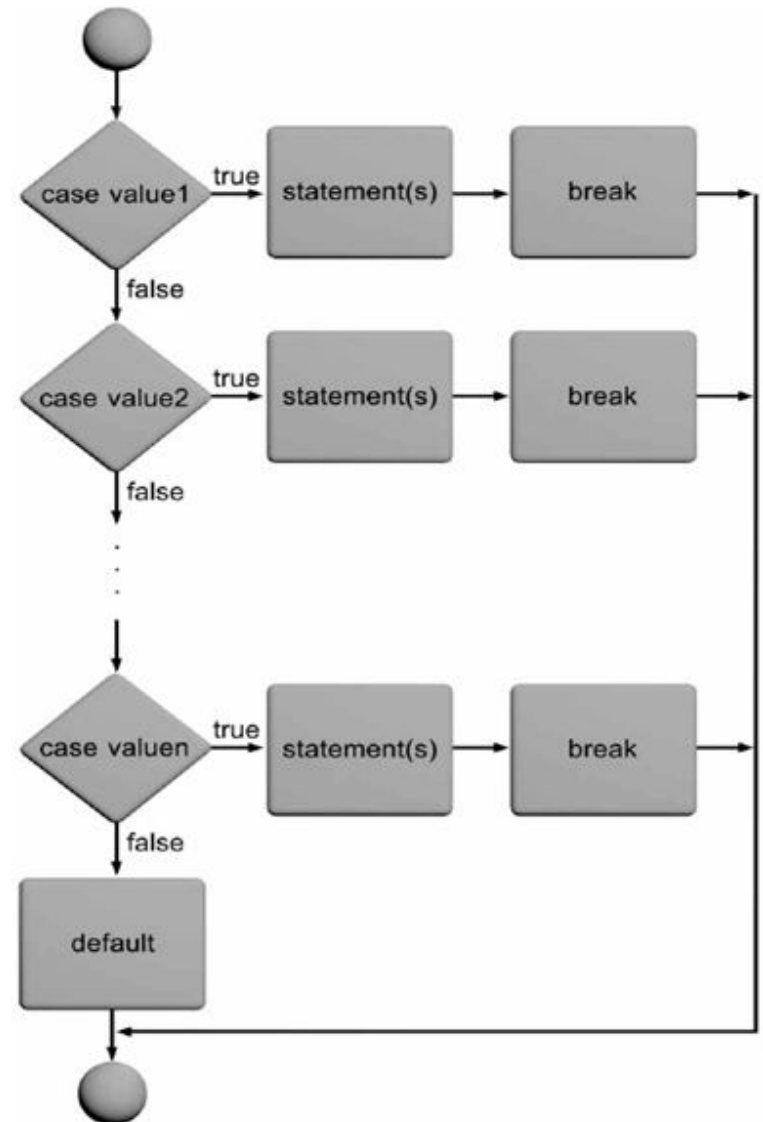 case value1
true
statement(s)
break
false
case value2
true
statement(s)
break
false
case valuen
true
statement(s)
break
false
default